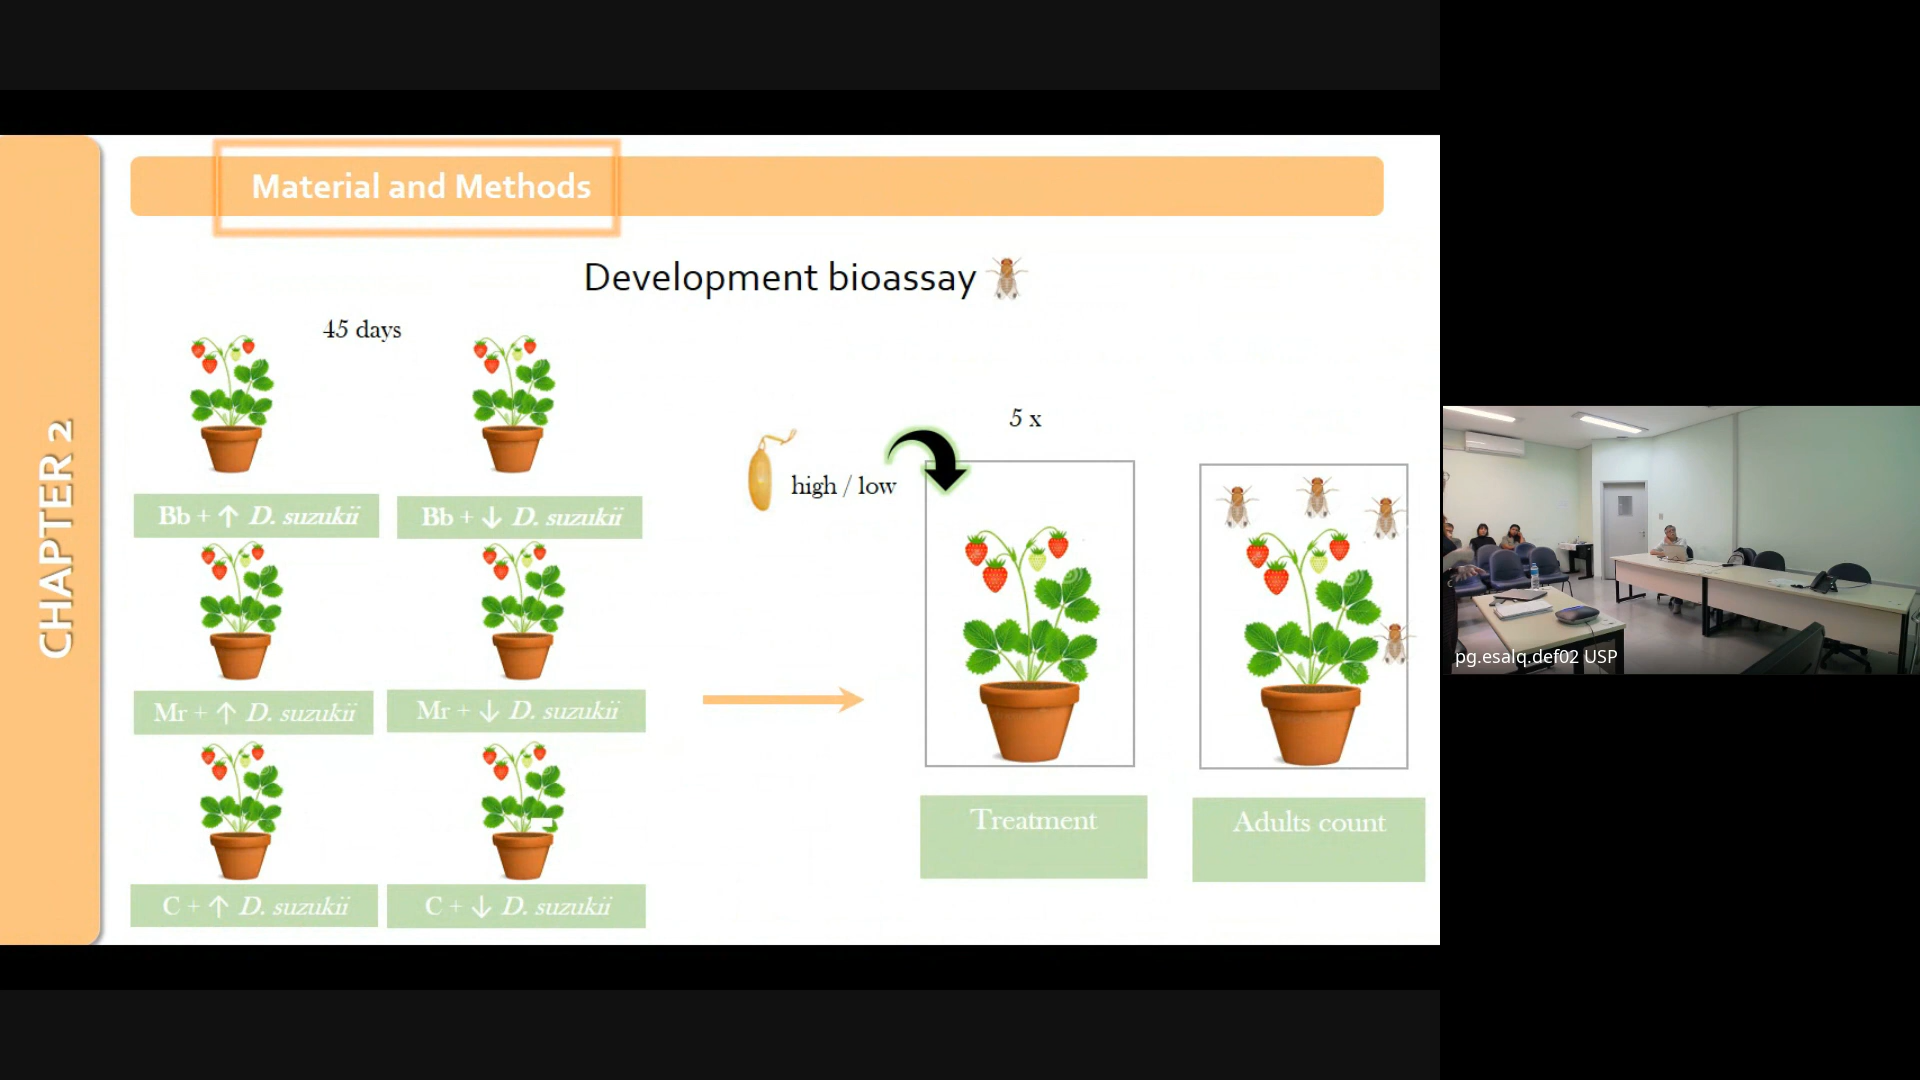 CHAPTER 2
Material and Methods
Development bioassay
45 days
Bb + ↑ D. suzukii
Bb + ↓ D. suzukii
Mr + ↑ D. suzukii
Mr + ↓ D. suzukii
C + ↑ D. suzukii
C + ↓ D. suzukii
high / low
5 x
Treatment
Adults count
pg.esalq.def02 USP